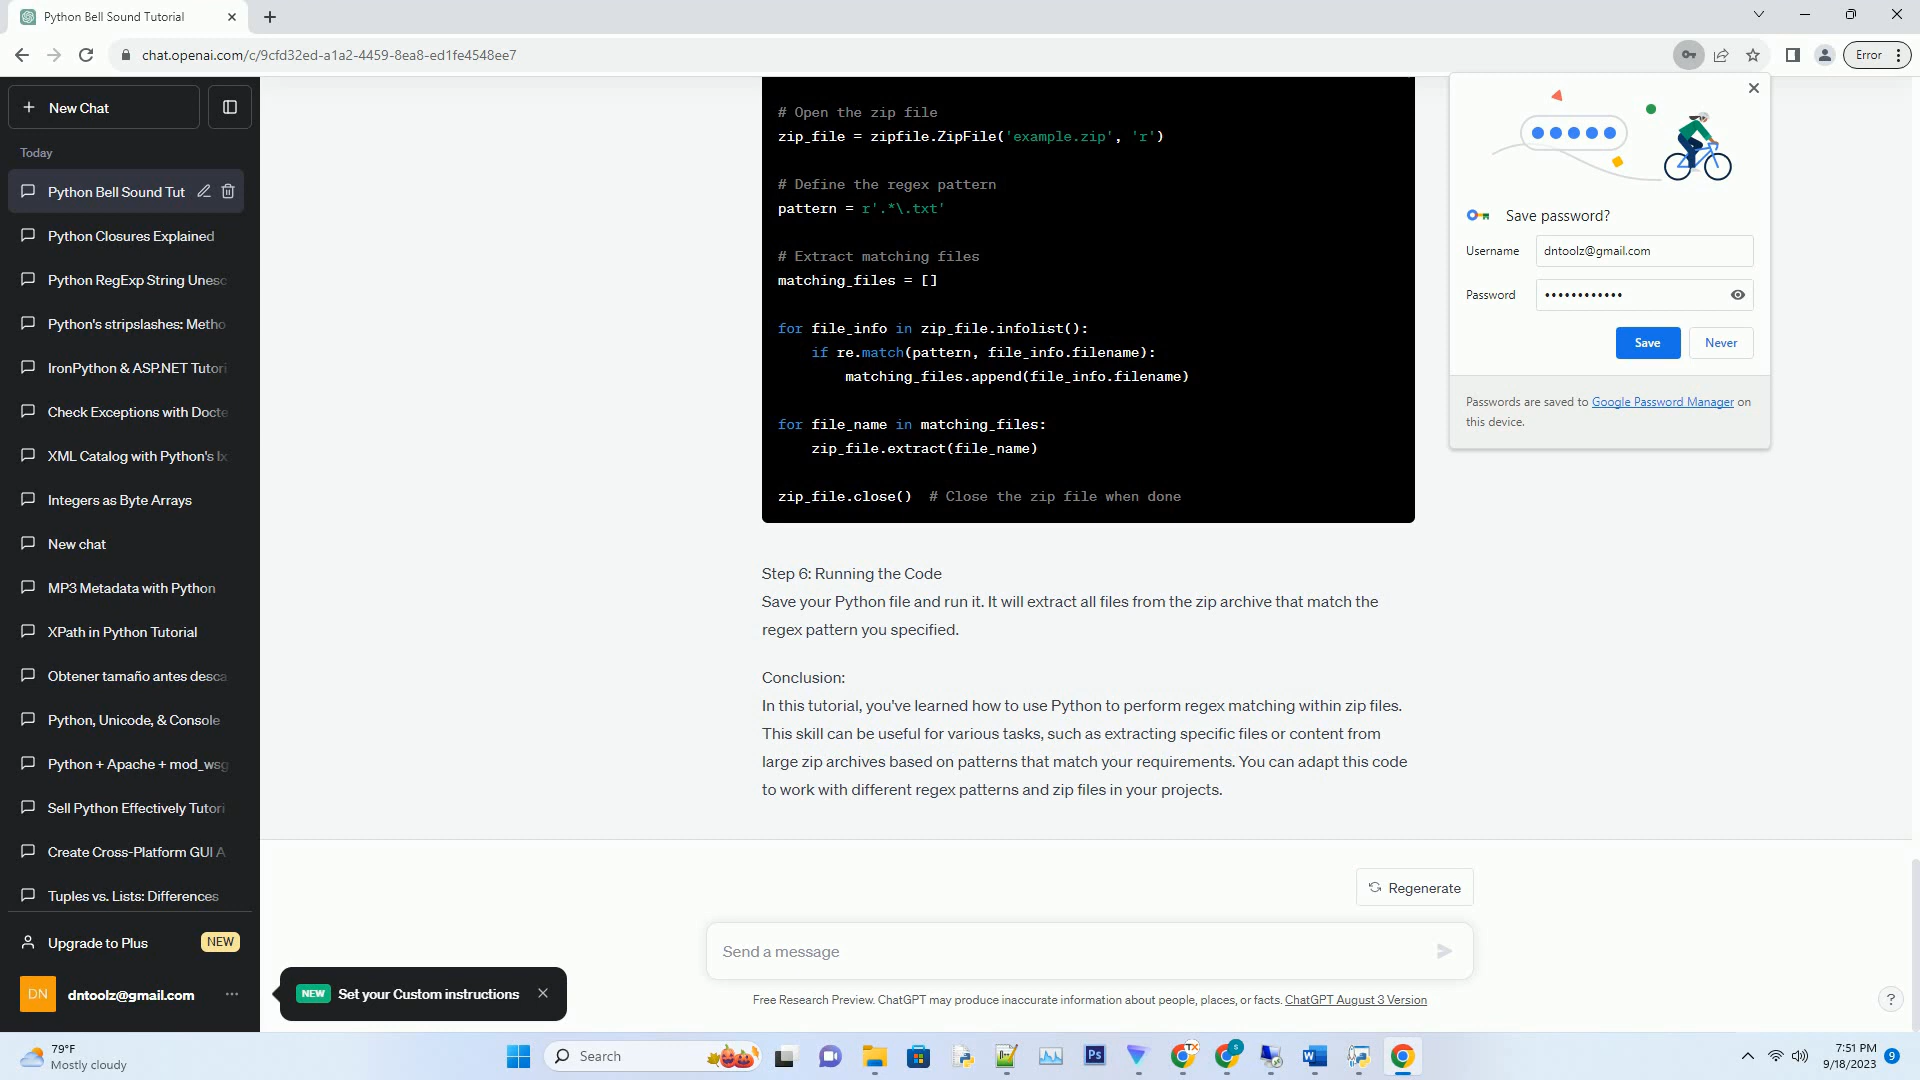 Python Bell Sound Tutorial
chat.openai.com/c/9cfd32ed-a1a2-4459-8ea8-ed1fe4548ee7
Error
New Chat
Today
Python Bell Sound Tut
Python Closures Explained
Python RegExp String Unesc
Python's stripslashes: Metho
IronPython & ASP.NET Tutori
Check Exceptions with Docte
XML Catalog with Python's lx
Integers as Byte Arrays
New chat
MP3 Metadata with Python
XPath in Python Tutorial
Obtener tamaño antes desca
Python, Unicode, & Console
Python + Apache + mod_wsg
Sell Python Effectively Tutori
Create Cross-Platform GUI A
Tuples vs. Lists: Differences
Upgrade to Plus NEW
DN dntoolz@gmail.com
# Open the zip file
zip_file = zipfile.ZipFile('example.zip', 'r')
# Define the regex pattern
pattern = r'.*\.txt'
# Extract matching files
matching_files = []
for file_info in zip_file.infolist():
    if re.match(pattern, file_info.filename):
        matching_files.append(file_info.filename)
for file_name in matching_files:
    zip_file.extract(file_name)
zip_file.close()  # Close the zip file when done
Step 6: Running the Code
Save your Python file and run it. It will extract all files from the zip archive that match the
regex pattern you specified.
Conclusion:
In this tutorial, you've learned how to use Python to perform regex matching within zip files.
This skill can be useful for various tasks, such as extracting specific files or content from
large zip archives based on patterns that match your requirements. You can adapt this code
to work with different regex patterns and zip files in your projects.
Regenerate
Send a message
NEW Set your Custom instructions
Free Research Preview. ChatGPT may produce inaccurate information about people, places, or facts. ChatGPT August 3 Version
?
Save password?
Username dntoolz@gmail.com
Password ••••••••••••
Save Never
Passwords are saved to Google Password Manager on
this device.
79°F
Mostly cloudy
Search
Ps
7:51 PM
9/18/2023
9